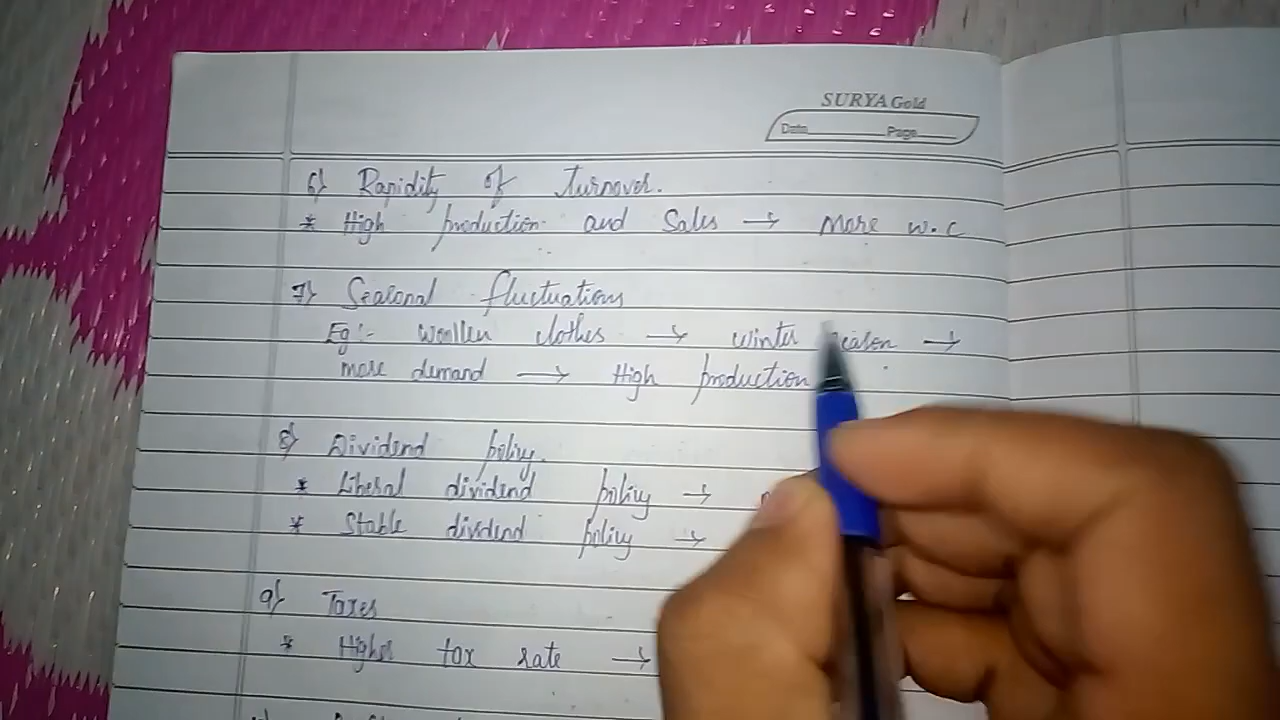 SURYA Gold
Date Page
6) Rapidity of turnover.
* High production and Sales → More w.c
7) Seasonal fluctuations
Eg:- woollen clothes → winter season →
more demand → High production
8) Dividend policy.
* Liberal dividend policy →
* Stable dividend policy →
9) Taxes
* Higher tax rate →